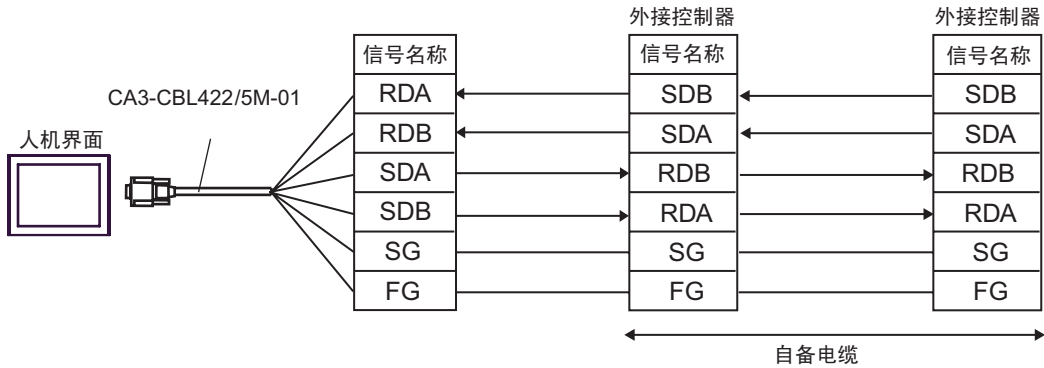 外接控制器
外接控制器
信号名称
信号名称
信号名称
CA3-CBL422/5M-01
人机界面
RDA
SDB
SDB
RDB
SDA
SDA
SDA
RDB
RDB
SDB
RDA
RDA
SG
SG
SG
FG
FG
FG
自备电缆